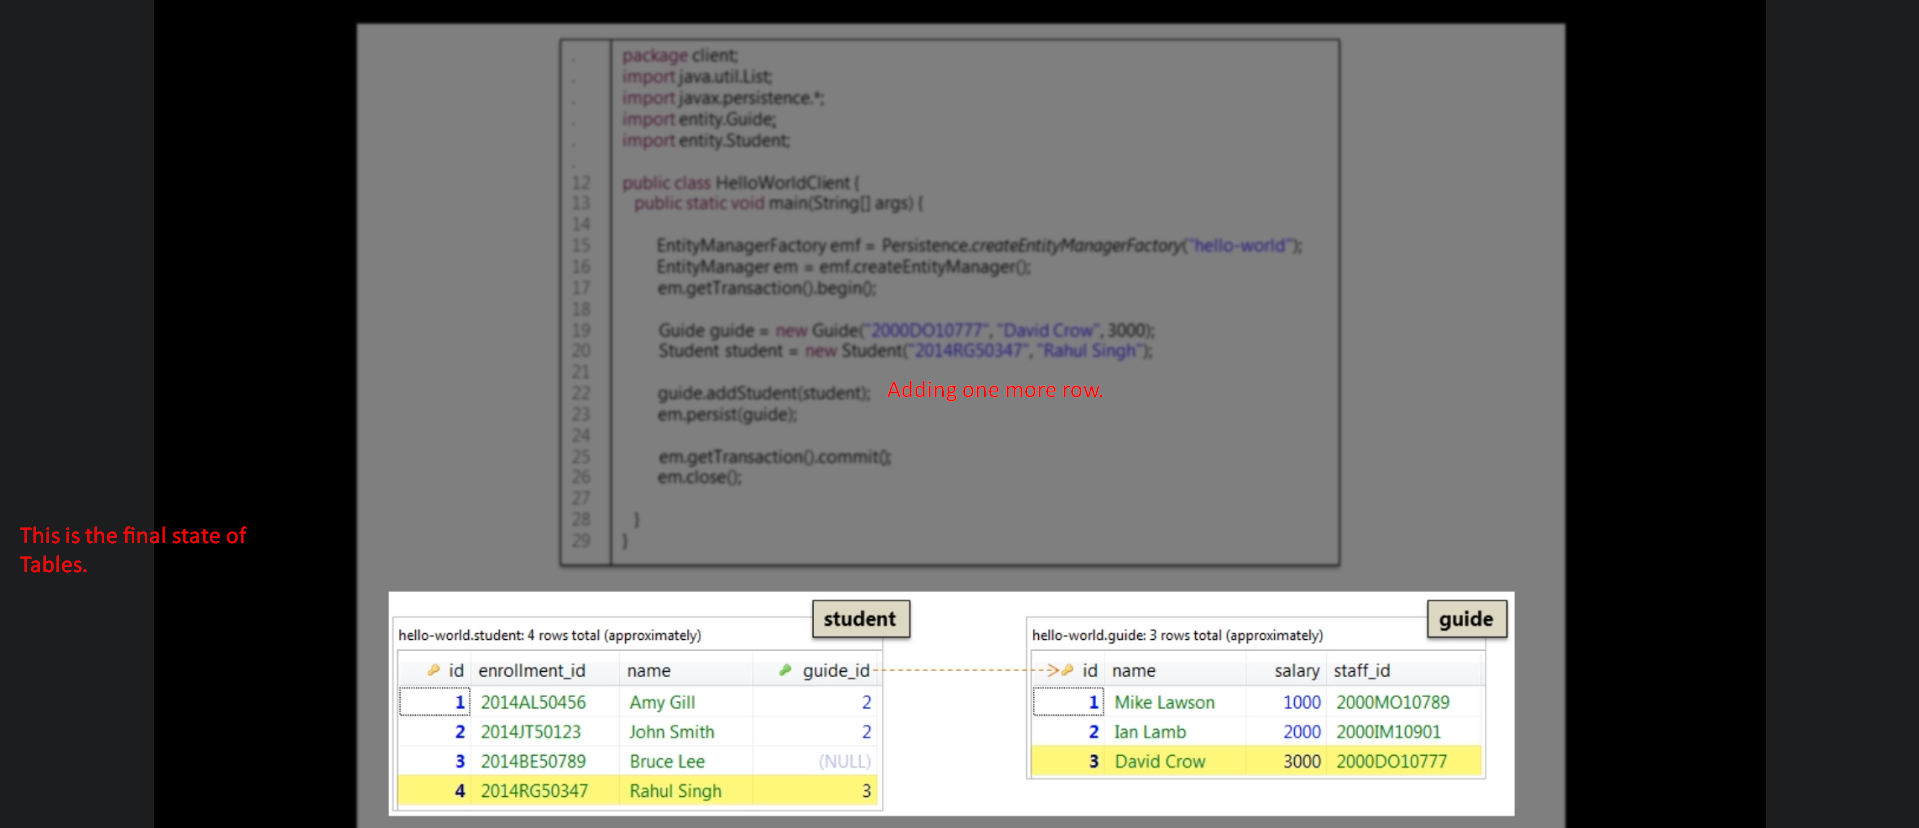 package client;
import java.util.List;
import javax.persistence.*;
import entity.Guide;
import entity.Student;
12 public class HelloWorldClient {
13 public static void main(String[] args) {
14
15 EntityManagerFactory emf = Persistence.createEntityManagerFactory("hello-world");
16 EntityManager em = emf.createEntityManager();
17 em.getTransaction().begin();
18
19 Guide guide = new Guide("2000DO10777", "David Crow", 3000);
20 Student student = new Student("2014RG50347", "Rahul Singh");
21
22 guide.addStudent(student); Adding one more row.
23 em.persist(guide);
24
25 em.getTransaction().commit();
26 em.close();
27
28 }
29 }
This is the final state of
Tables.
student
hello-world.student: 4 rows total (approximately)
id enrollment_id name guide_id
1 2014AL50456 Amy Gill 2
2 2014JT50123 John Smith 2
3 2014BE50789 Bruce Lee (NULL)
4 2014RG50347 Rahul Singh 3
guide
hello-world.guide: 3 rows total (approximately)
id name salary staff_id
1 Mike Lawson 1000 2000MO10789
2 Ian Lamb 2000 2000IM10901
3 David Crow 3000 2000DO10777